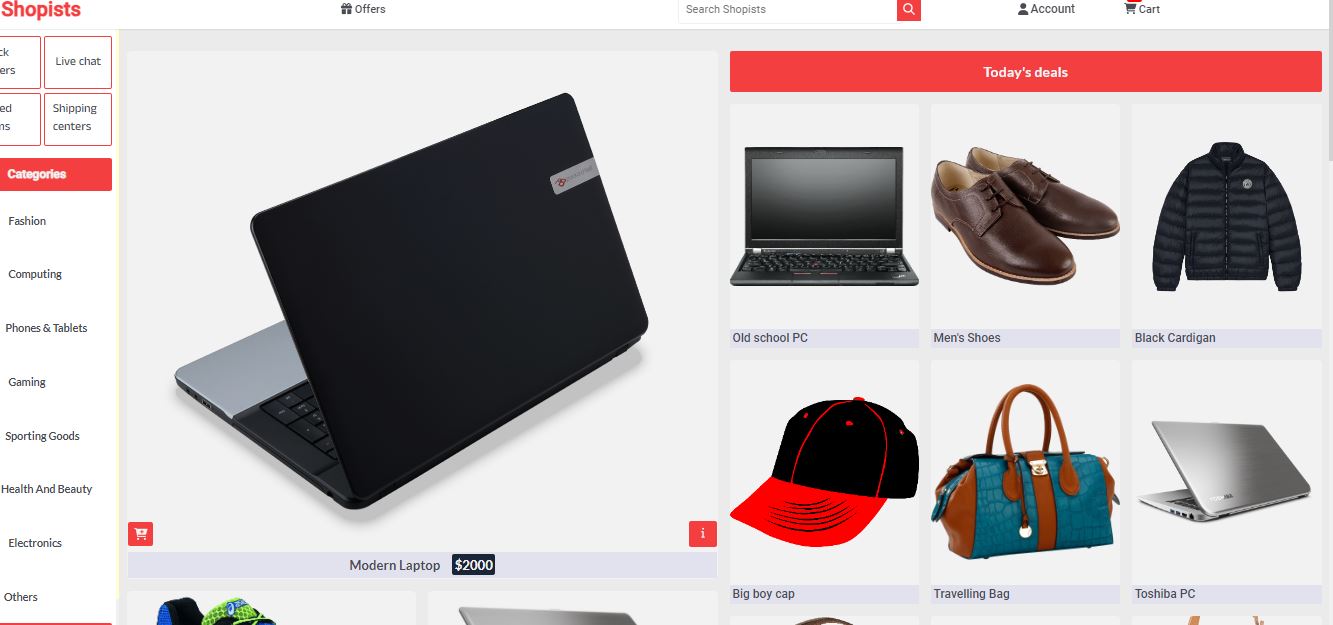 Shopists
Offers
Search Shopists
Account
Cart
ck
ers
Live chat
ed
ms
Shipping
centers
Categories
Fashion
Computing
Phones & Tablets
Gaming
Sporting Goods
Health And Beauty
Electronics
Others
i
Modern Laptop $2000
Today's deals
Old school PC
Men's Shoes
Black Cardigan
TOSHIBA
Big boy cap
Travelling Bag
Toshiba PC